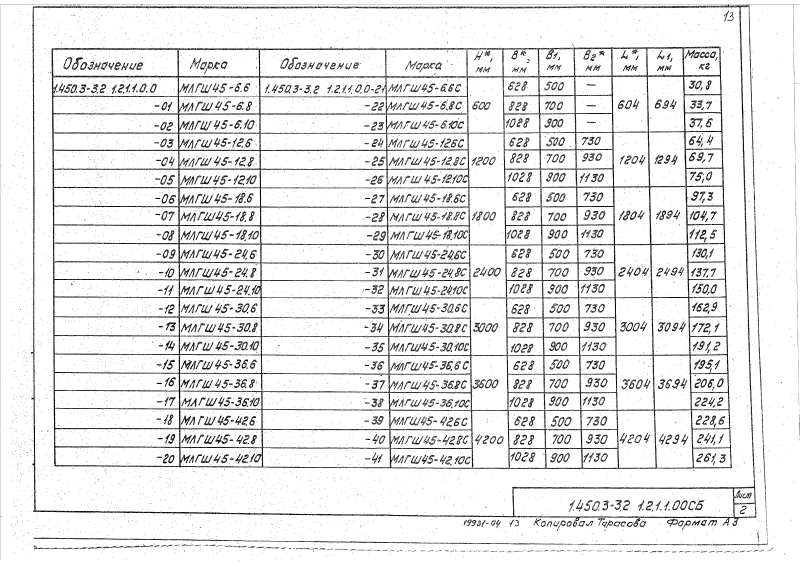 13
Обозначение Марка Обозначение Марка Н*, мм В*, мм В1, мм В2* мм L*, мм L1, мм Масса, кг
1.450.3-3.2 1.2.1.1.0.0 МЛГШ45-6.6 1.450.3-3.2 1.2.1.1.0.0-21 МЛГШ45-6.6С 628 500 — 30,8
-01 МЛГШ45-6.8 -22 МЛГШ45-6.8С 600 828 700 — 604 694 33,7
-02 МЛГШ45-6.10 -23 МЛГШ45-6.10С 1028 900 — 37,6
-03 МЛГШ45-12.6 -24 МЛГШ45-12.6С 628 500 730 64,4
-04 МЛГШ45-12.8 -25 МЛГШ45-12.8С 1200 828 700 930 1204 1294 69,7
-05 МЛГШ45-12.10 -26 МЛГШ45-12.10С 1028 900 1130 75,0
-06 МЛГШ45-18.6 -27 МЛГШ45-18.6С 628 500 730 97,3
-07 МЛГШ45-18.8 -28 МЛГШ45-18.8С 1800 828 700 930 1804 1894 104,7
-08 МЛГШ45-18.10 -29 МЛГШ45-18.10С 1028 900 1130 112,5
-09 МЛГШ45-24.6 -30 МЛГШ45-24.6С 628 500 730 130,1
-10 МЛГШ45-24.8 -31 МЛГШ45-24.8С 2400 828 700 930 2404 2494 137,7
-11 МЛГШ45-24.10 -32 МЛГШ45-24.10С 1028 900 1130 150,0
-12 МЛГШ45-30.6 -33 МЛГШ45-30.6С 628 500 730 162,9
-13 МЛГШ45-30.8 -34 МЛГШ45-30.8С 3000 828 700 930 3004 3094 172,1
-14 МЛГШ45-30.10 -35 МЛГШ45-30.10С 1028 900 1130 191,2
-15 МЛГШ45-36.6 -36 МЛГШ45-36.6С 628 500 730 195,1
-16 МЛГШ45-36.8 -37 МЛГШ45-36.8С 3600 828 700 930 3604 3694 206,0
-17 МЛГШ45-36.10 -38 МЛГШ45-36.10С 1028 900 1130 224,2
-18 МЛГШ45-42.6 -39 МЛГШ45-42.6С 628 500 730 228,6
-19 МЛГШ45-42.8 -40 МЛГШ45-42.8С 4200 828 700 930 4204 4294 241,1
-20 МЛГШ45-42.10 -41 МЛГШ45-42.10С 1028 900 1130 261,3
1.450.3-3.2 1.2.1.1.00СБ Лист 2
19931-04 13 Копировал Тарасова Формат А3